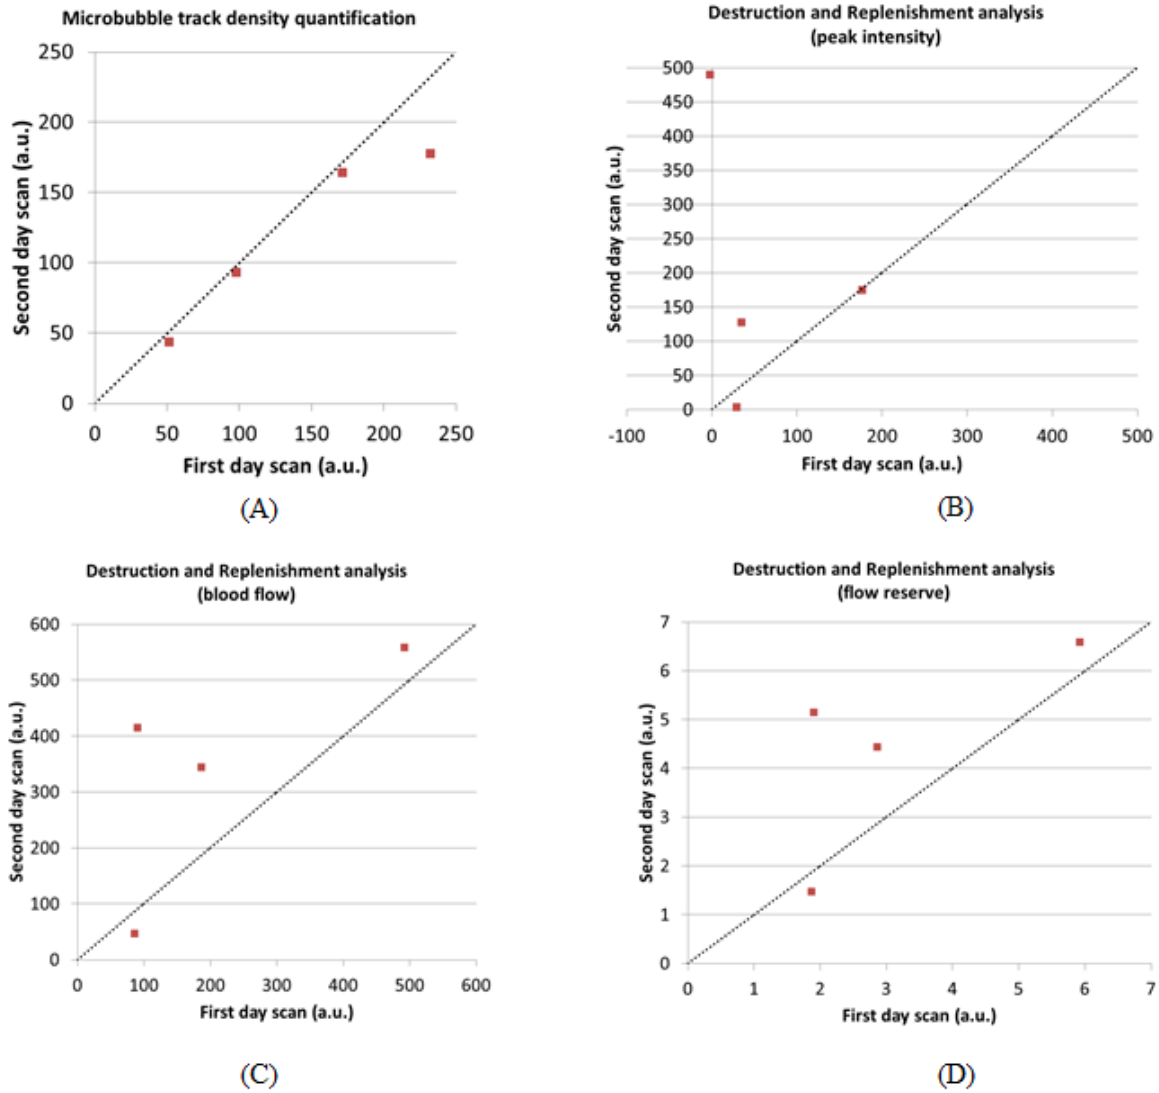 Microbubble track density quantification
250
200
150
100
50
0
0 50 100 150 200 250
Second day scan (a.u.)
First day scan (a.u.)
(A)
Destruction and Replenishment analysis
(peak intensity)
500
450
400
350
300
250
200
150
100
50
0
-100 0 100 200 300 400 500
Second day scan (a.u.)
First day scan (a.u.)
(B)
Destruction and Replenishment analysis
(blood flow)
600
500
400
300
200
100
0
0 100 200 300 400 500 600
Second day scan (a.u.)
First day scan (a.u.)
(C)
Destruction and Replenishment analysis
(flow reserve)
7
6
5
4
3
2
1
0
0 1 2 3 4 5 6 7
Second day scan (a.u.)
First day scan (a.u.)
(D)